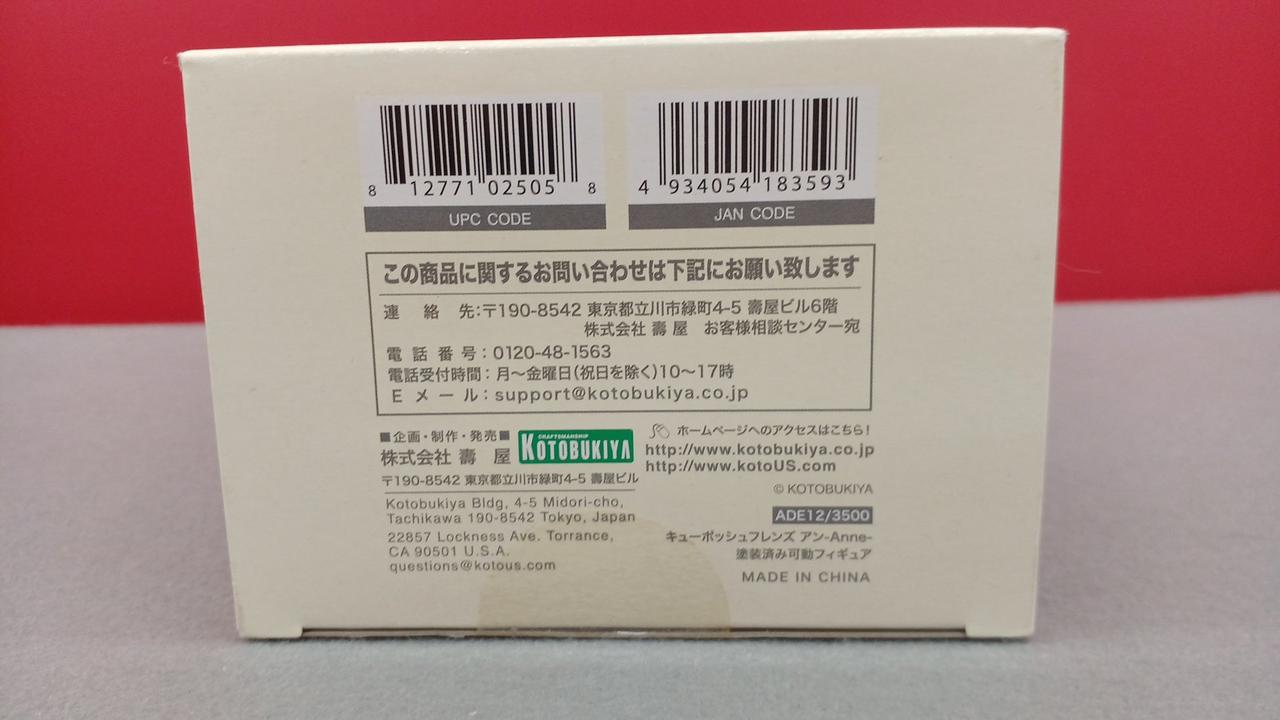 8 12771 02505 8
UPC CODE
4 934054 183593
JAN CODE
この商品に関するお問い合わせは下記にお願い致します
連絡先:〒190-8542 東京都立川市緑町4-5 壽屋ビル6階
株式会社 壽屋 お客様相談センター宛
電話番号:0120-48-1563
電話受付時間:月〜金曜日(祝日を除く)10〜17時
Eメール:support@kotobukiya.co.jp
■企画・制作・発売■
株式会社 壽屋
CRAFTSMANSHIP
KOTOBUKIYA
〒190-8542 東京都立川市緑町4-5 壽屋ビル
Kotobukiya Bldg, 4-5 Midori-cho,
Tachikawa 190-8542 Tokyo, Japan
22857 Lockness Ave. Torrance,
CA 90501 U.S.A.
questions@kotous.com
ホームページへのアクセスはこちら!
http://www.kotobukiya.co.jp
http://www.kotoUS.com
© KOTOBUKIYA
ADE12/3500
キューポッシュフレンズ アン-Anne-
塗装済み可動フィギュア
MADE IN CHINA